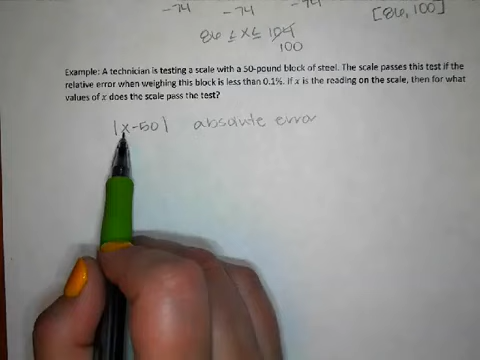 -74 -74 -74 [86, 100]
86 ≤ x ≤ 104
100
Example: A technician is testing a scale with a 50-pound block of steel. The scale passes this test if the
relative error when weighing this block is less than 0.1%. If x is the reading on the scale, then for what
values of x does the scale pass the test?
|x-50| absolute error